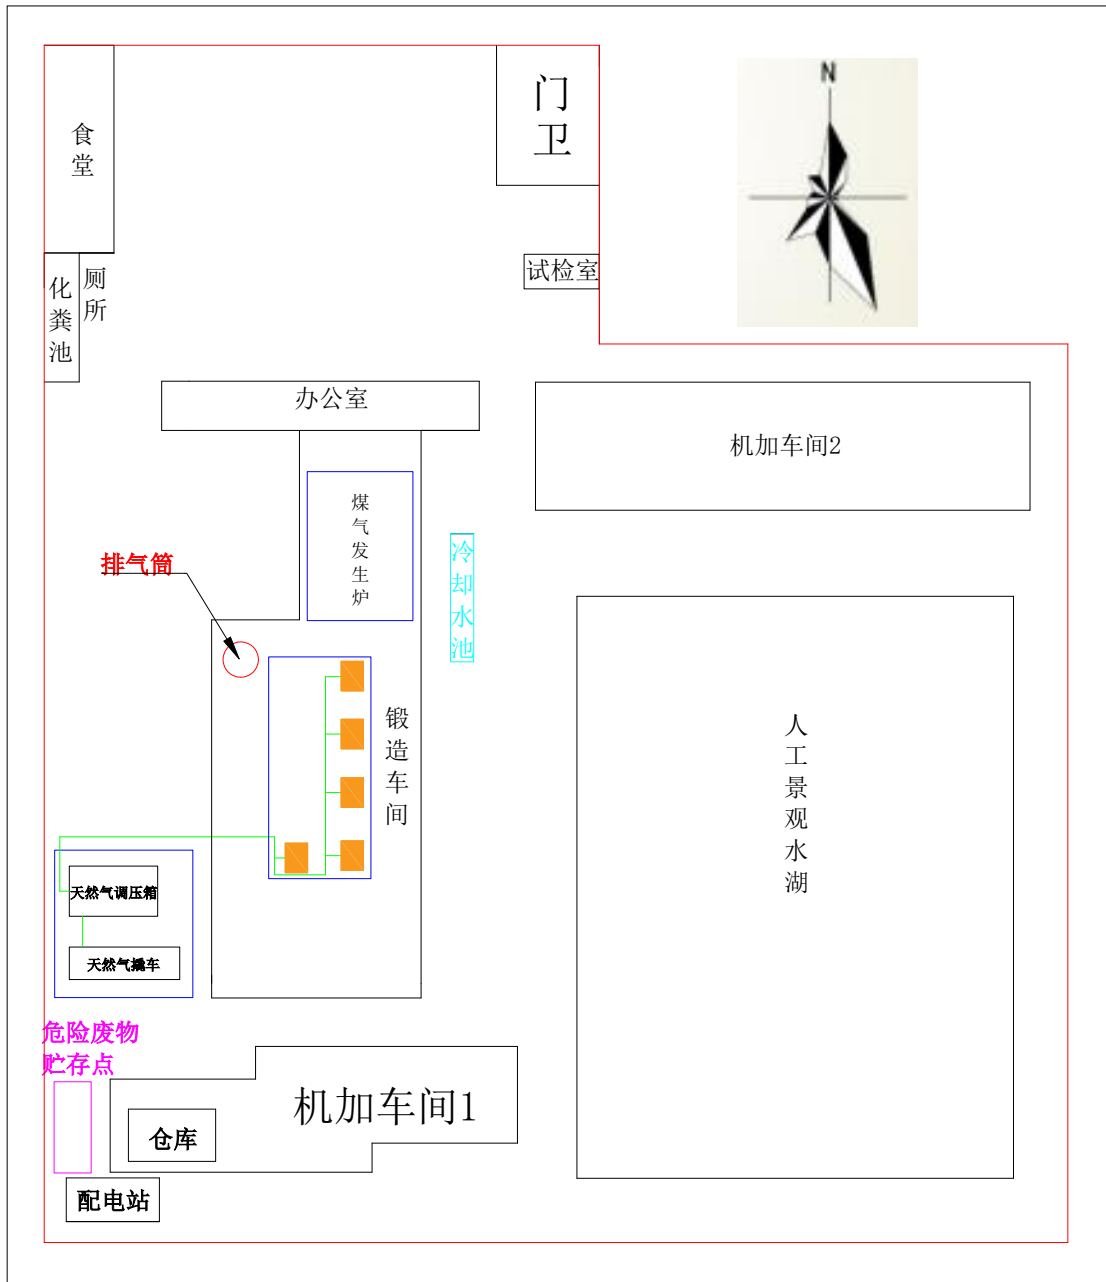 N
门卫
食堂
厕所
化粪池
试检室
办公室
机加车间2
煤气发生炉
排气筒
冷却水池
锻造车间
人工景观水湖
天然气调压箱
天然气撬车
危险废物
贮存点
机加车间1
仓库
配电站